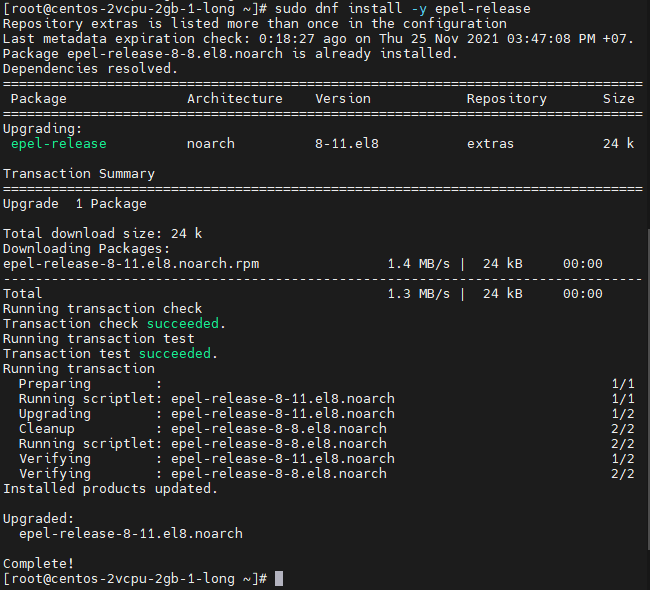 [root@centos-2vcpu-2gb-1-long ~]# sudo dnf install -y epel-release
Repository extras is listed more than once in the configuration
Last metadata expiration check: 0:18:27 ago on Thu 25 Nov 2021 03:47:08 PM +07.
Package epel-release-8-8.el8.noarch is already installed.
Dependencies resolved.
================================================================================
 Package               Architecture    Version            Repository       Size
================================================================================
Upgrading:
 epel-release          noarch          8-11.el8           extras           24 k

Transaction Summary
================================================================================
Upgrade  1 Package

Total download size: 24 k
Downloading Packages:
epel-release-8-11.el8.noarch.rpm                1.4 MB/s |  24 kB     00:00
--------------------------------------------------------------------------------
Total                                           1.3 MB/s |  24 kB     00:00
Running transaction check
Transaction check succeeded.
Running transaction test
Transaction test succeeded.
Running transaction
  Preparing        :                                                        1/1
  Running scriptlet: epel-release-8-11.el8.noarch                           1/1
  Upgrading        : epel-release-8-11.el8.noarch                           1/2
  Cleanup          : epel-release-8-8.el8.noarch                            2/2
  Running scriptlet: epel-release-8-8.el8.noarch                            2/2
  Verifying        : epel-release-8-11.el8.noarch                           1/2
  Verifying        : epel-release-8-8.el8.noarch                            2/2
Installed products updated.

Upgraded:
  epel-release-8-11.el8.noarch

Complete!
[root@centos-2vcpu-2gb-1-long ~]#